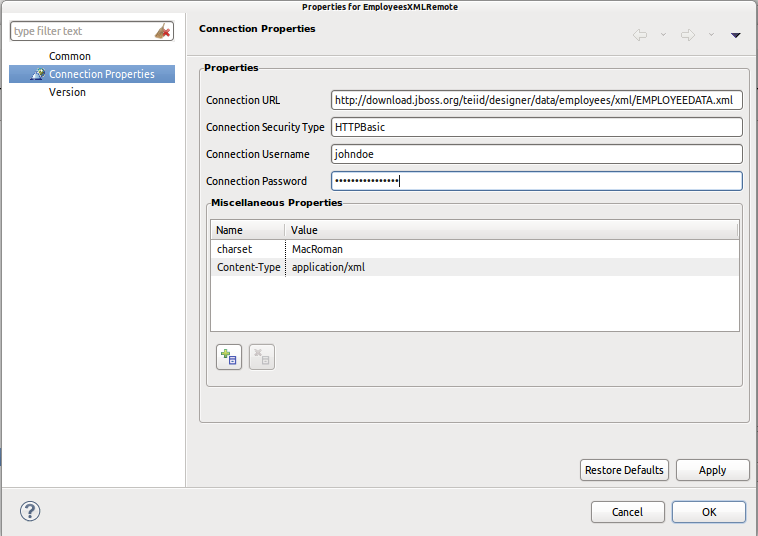 Properties for EmployeesXMLRemote
type filter text
Common
Connection Properties
Version
Connection Properties
Properties
Connection URL http://download.jboss.org/teiid/designer/data/employees/xml/EMPLOYEEDATA.xml
Connection Security Type HTTPBasic
Connection Username johndoe
Connection Password ••••••••••••••••
Miscellaneous Properties
Name Value
charset MacRoman
Content-Type application/xml
Restore Defaults Apply
? Cancel OK